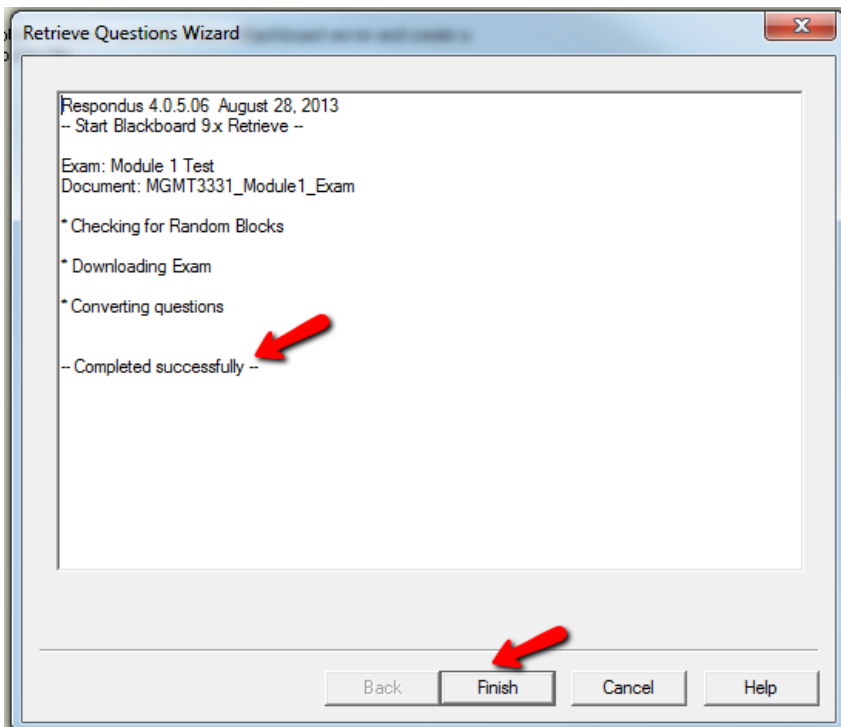 Retrieve Questions Wizard
Respondus 4.0.5.06 August 28, 2013
-- Start Blackboard 9.x Retrieve --
Exam: Module 1 Test
Document: MGMT3331_Module1_Exam
* Checking for Random Blocks
* Downloading Exam
* Converting questions
-- Completed successfully --
Back Finish Cancel Help